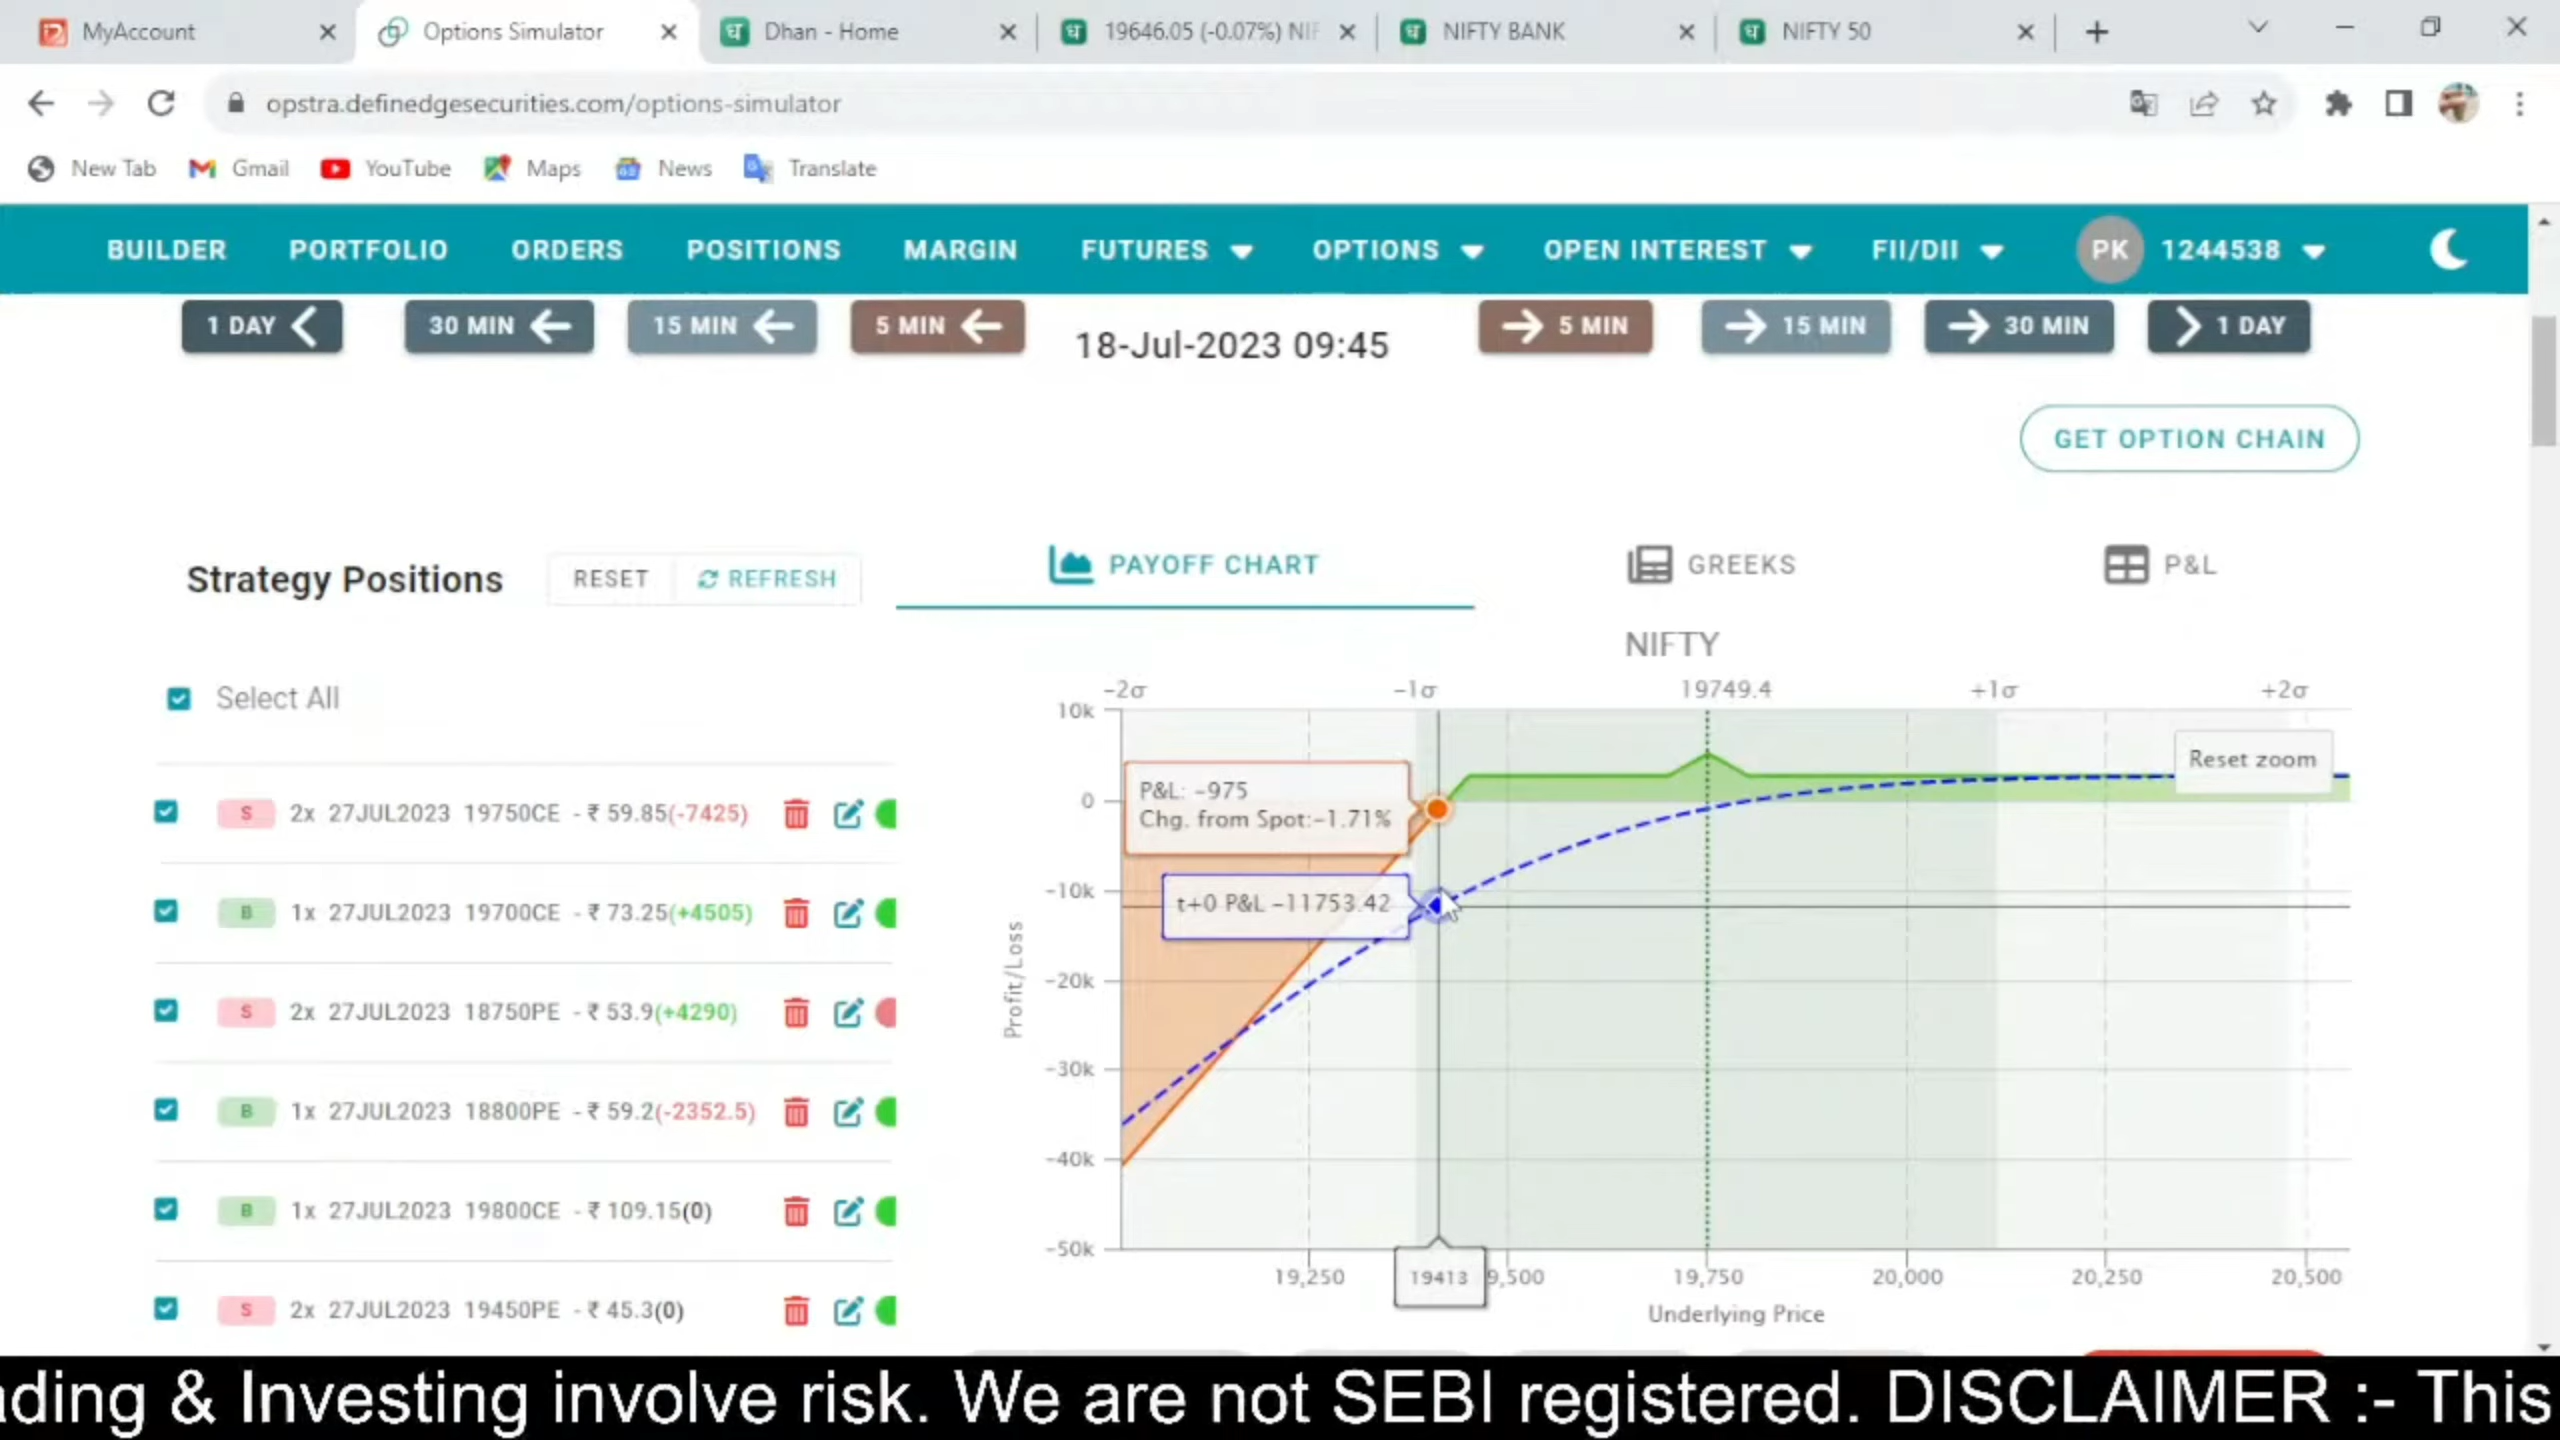 MyAccount
Options Simulator
Dhan - Home
19646.05 (-0.07%) NIF
NIFTY BANK
NIFTY 50
opstra.definedgesecurities.com/options-simulator
New Tab
Gmail
YouTube
Maps
News
Translate
BUILDER
PORTFOLIO
ORDERS
POSITIONS
MARGIN
FUTURES
OPTIONS
OPEN INTEREST
FII/DII
PK
1244538
1 DAY
30 MIN
15 MIN
5 MIN
18-Jul-2023 09:45
5 MIN
15 MIN
30 MIN
1 DAY
GET OPTION CHAIN
Strategy Positions
RESET
REFRESH
PAYOFF CHART
GREEKS
P&L
NIFTY
Select All
S 2x 27JUL2023 19750CE - ₹ 59.85(-7425)
B 1x 27JUL2023 19700CE - ₹ 73.25(+4505)
S 2x 27JUL2023 18750PE - ₹ 53.9(+4290)
B 1x 27JUL2023 18800PE - ₹ 59.2(-2352.5)
B 1x 27JUL2023 19800CE - ₹ 109.15(0)
S 2x 27JUL2023 19450PE - ₹ 45.3(0)
-2σ
-1σ
19749.4
+1σ
+2σ
10k
0
-10k
-20k
-30k
-40k
-50k
Profit/Loss
Reset zoom
P&L: -975
Chg. from Spot:-1.71%
t+0 P&L -11753.42
19,250
19413
9,500
19,750
20,000
20,250
20,500
Underlying Price
ading & Investing involve risk. We are not SEBI registered. DISCLAIMER :- This